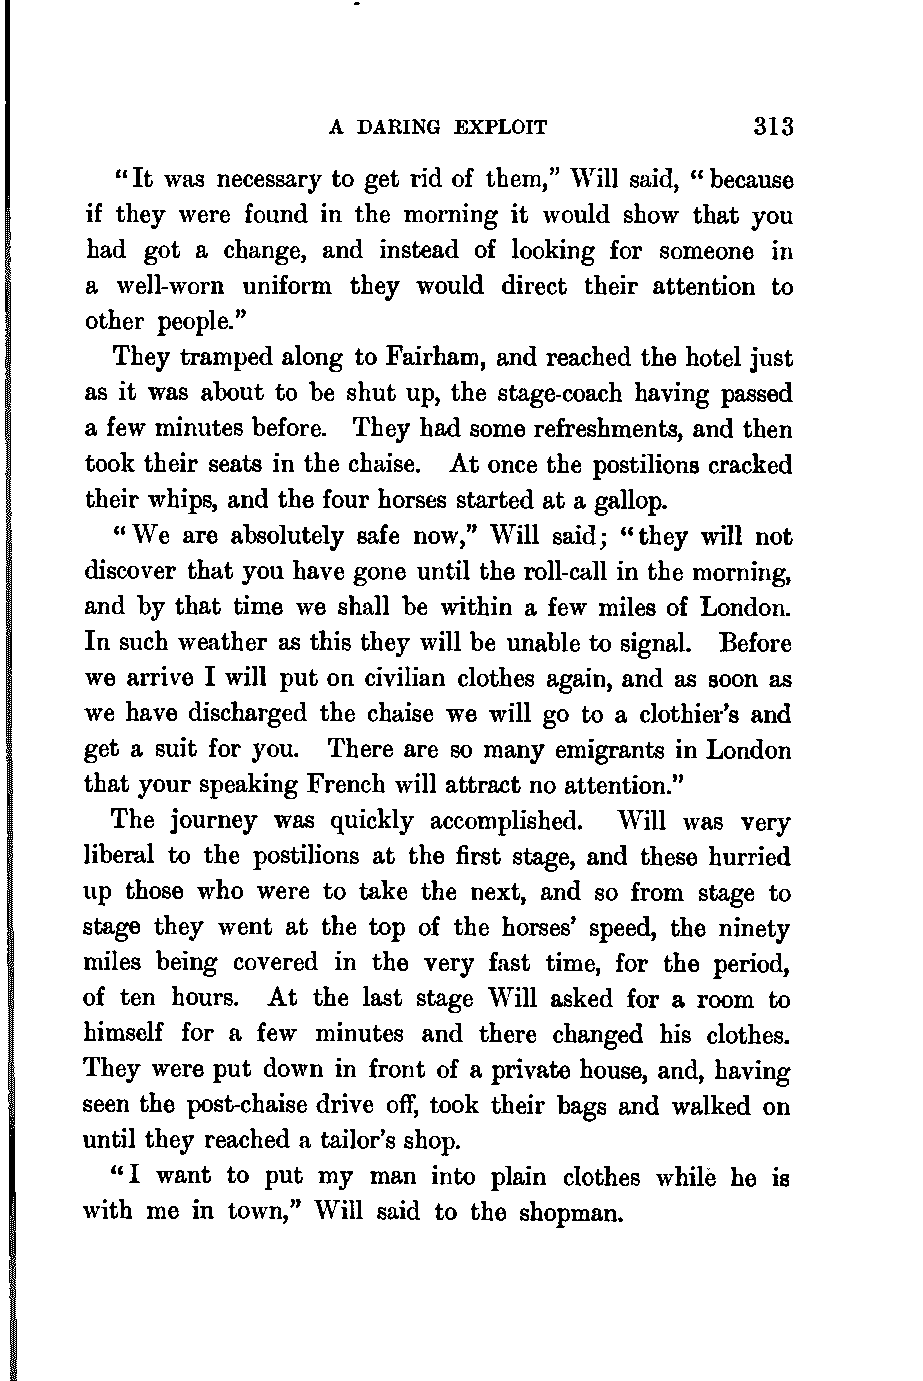 A DARING EXPLOIT 313
"It was necessary to get rid of them," Will said, "because
if they were found in the morning it would show that you
had got a change, and instead of looking for someone in
a well-worn uniform they would direct their attention to
other people."
They tramped along to Fairham, and reached the hotel just
as it was about to be shut up, the stage-coach having passed
a few minutes before. They had some refreshments, and then
took their seats in the chaise. At once the postilions cracked
their whips, and the four horses started at a gallop.
"We are absolutely safe now," Will said; "they will not
discover that you have gone until the roll-call in the morning,
and by that time we shall be within a few miles of London.
In such weather as this they will be unable to signal. Before
we arrive I will put on civilian clothes again, and as soon as
we have discharged the chaise we will go to a clothier's and
get a suit for you. There are so many emigrants in London
that your speaking French will attract no attention."
The journey was quickly accomplished. Will was very
liberal to the postilions at the first stage, and these hurried
up those who were to take the next, and so from stage to
stage they went at the top of the horses' speed, the ninety
miles being covered in the very fast time, for the period,
of ten hours. At the last stage Will asked for a room to
himself for a few minutes and there changed his clothes.
They were put down in front of a private house, and, having
seen the post-chaise drive off, took their bags and walked on
until they reached a tailor's shop.
"I want to put my man into plain clothes while he is
with me in town," Will said to the shopman.